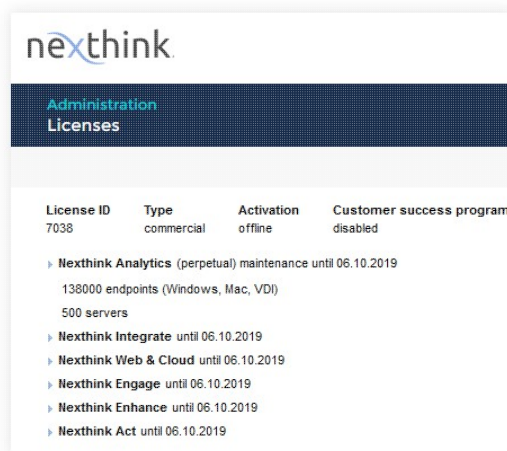 nexthink
Administration
Licenses
License ID Type Activation Customer success program
7038 commercial offline disabled
Nexthink Analytics (perpetual) maintenance until 06.10.2019
138000 endpoints (Windows, Mac, VDI)
500 servers
Nexthink Integrate until 06.10.2019
Nexthink Web & Cloud until 06.10.2019
Nexthink Engage until 06.10.2019
Nexthink Enhance until 06.10.2019
Nexthink Act until 06.10.2019